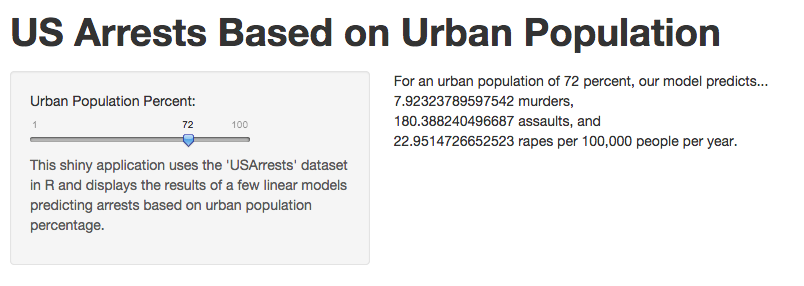 US Arrests Based on Urban Population
Urban Population Percent:
1 72 100
This shiny application uses the 'USArrests' dataset
in R and displays the results of a few linear models
predicting arrests based on urban population
percentage.
For an urban population of 72 percent, our model predicts...
7.92323789597542 murders,
180.388240496687 assaults, and
22.9514726652523 rapes per 100,000 people per year.